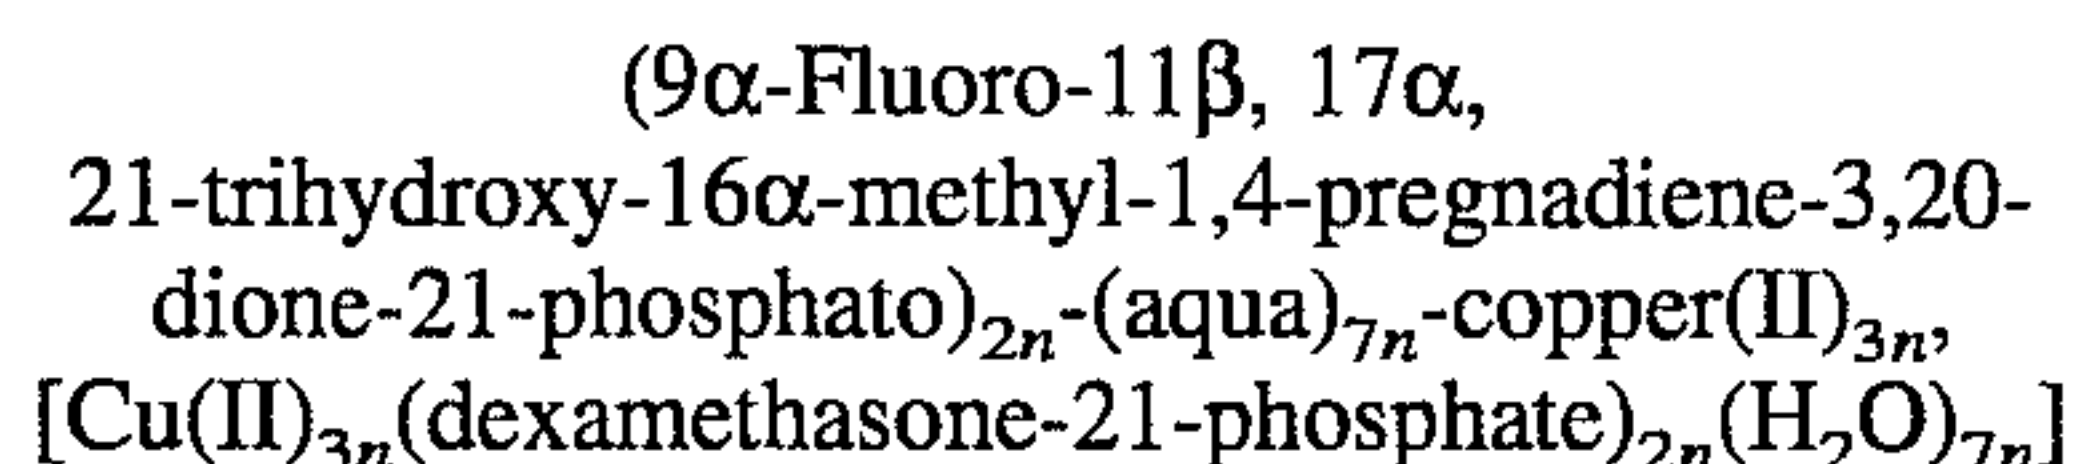 (9α-Fluoro-11β, 17α,
21-trihydroxy-16α-methyl-1,4-pregnadiene-3,20-
dione-21-phosphato)₂ₙ-(aqua)₇ₙ-copper(II)₃ₙ,
[Cu(II)₃ₙ(dexamethasone-21-phosphate)₂ₙ(H₂O)₇ₙ]